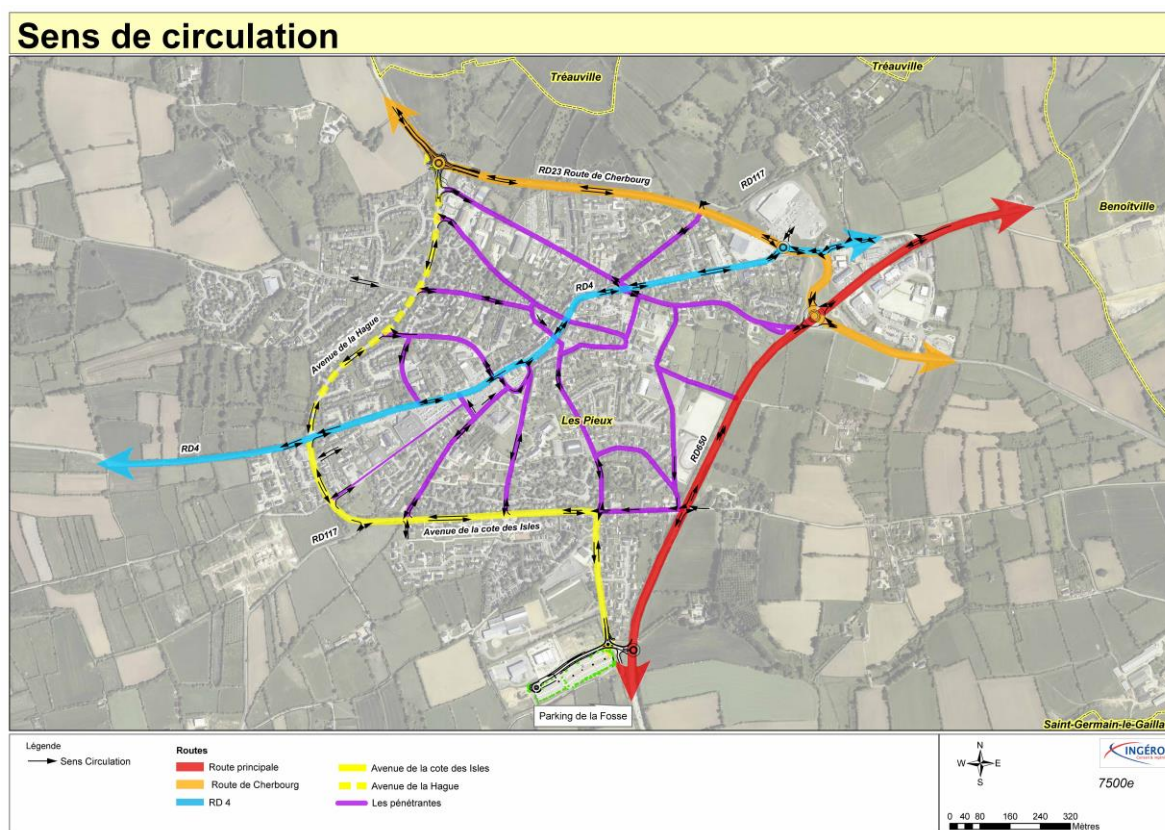 Sens de circulation
Tréauville
Tréauville
RD23 Route de Cherbourg
RD117
Benoitville
RD4
Avenue de la Hague
Les Pieux
RD4
RD650
RD117
Avenue de la cote des Isles
Parking de la Fosse
Saint-Germain-le-Gailla
Légende
Sens Circulation
Routes
Route principale
Route de Cherbourg
RD 4
Avenue de la cote des Isles
Avenue de la Hague
Les pénétrantes
N
W E
S
INGÉRO
7500e
0 40 80 160 240 320
Mètres